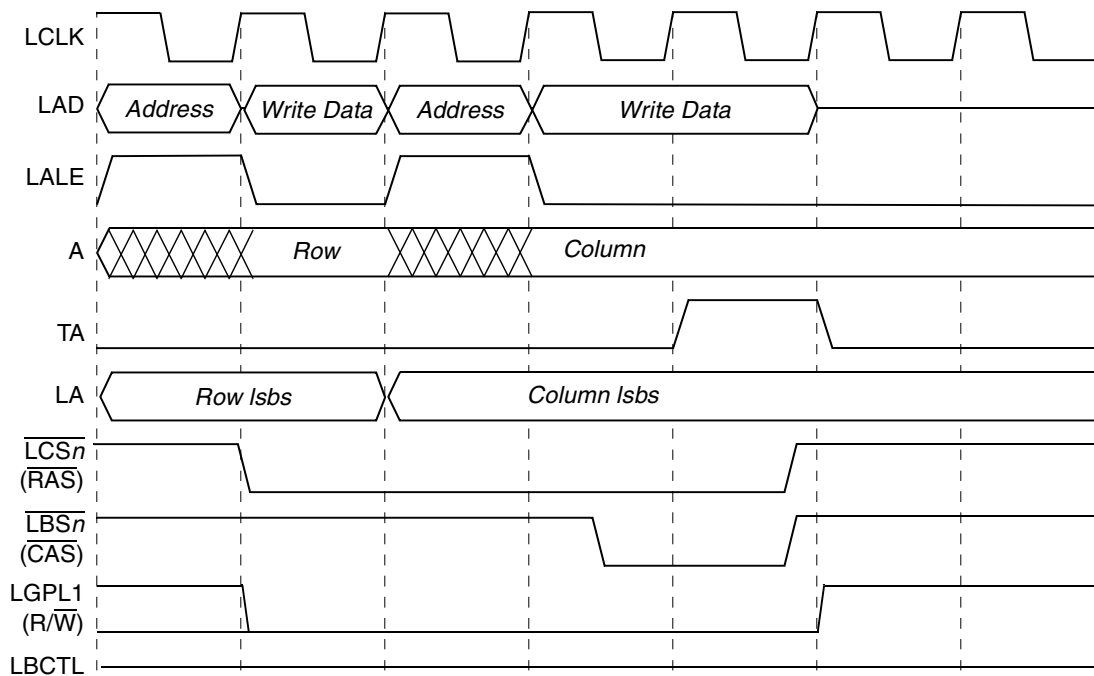 LCLK
LAD Address Write Data Address Write Data
LALE
A Row Column
TA
LA Row lsbs Column lsbs
LCSn
(RAS)
LBSn
(CAS)
LGPL1
(R/W)
LBCTL